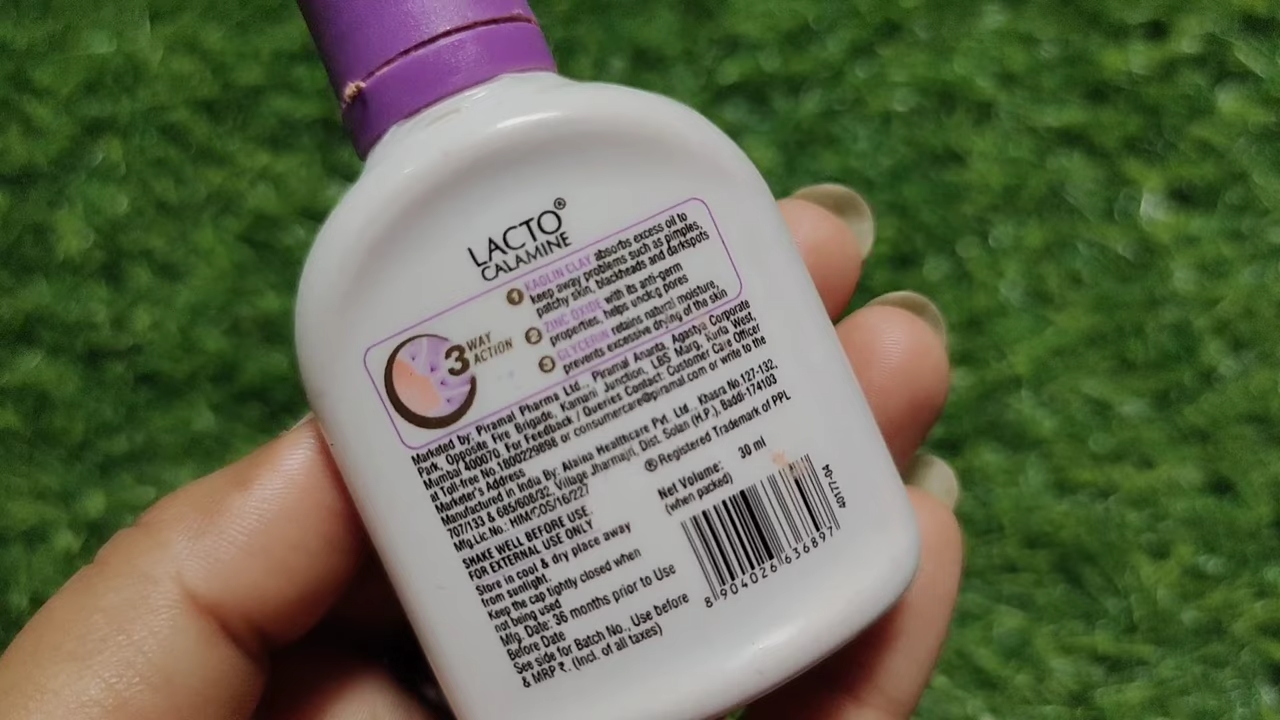 LACTO®
CALAMINE
3 WAY
ACTION
1 KAOLIN CLAY absorbs excess oil to
keep away problems such as pimples,
patchy skin, blackheads and darkspots
2 ZINC OXIDE with its anti-germ
properties, helps unclog pores
3 GLYCERIN retains natural moisture,
prevents excessive drying of the skin
Marketed by: Piramal Pharma Ltd., Piramal Ananta, Agastya Corporate
Park, Opposite Fire Brigade, Kamani Junction, LBS Marg, Kurla West,
Mumbai 400070. For Feedback / Queries Contact: Customer Care Officer
at Toll-free No.1800229898 or consumercare@piramal.com or write to the
Marketer's Address
Manufactured in India By: Alaina Healthcare Pvt. Ltd., Khasra No.127-132,
707/133 & 685/608/32, Village Jharmajri, Dist. Solan (H.P.), Baddi-174103
Mfg.Lic.No.: HIM/COS/16/227
® Registered Trademark of PPL
SHAKE WELL BEFORE USE.
FOR EXTERNAL USE ONLY
Store in cool & dry place away
from sunlight.
Keep the cap tightly closed when
not being used
Mfg. Date: 36 months prior to Use
Before Date
See side for Batch No., Use before
& MRP ₹. (Incl. of all taxes)
Net Volume: 30 ml
(when packed)
8 904026 636897
40177-04